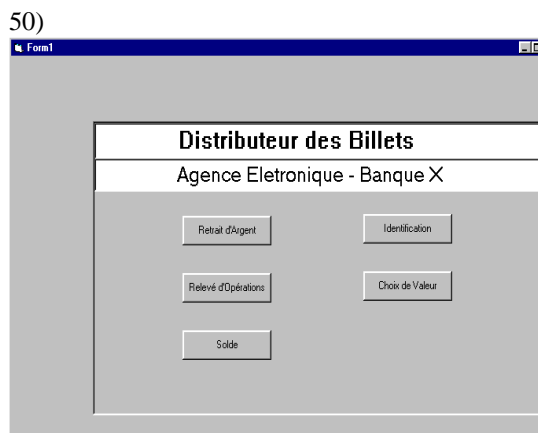 50)
Form1
Distributeur des Billets
Agence Eletronique - Banque X
Retrait d'Argent
Identification
Relevé d'Opérations
Choix de Valeur
Solde